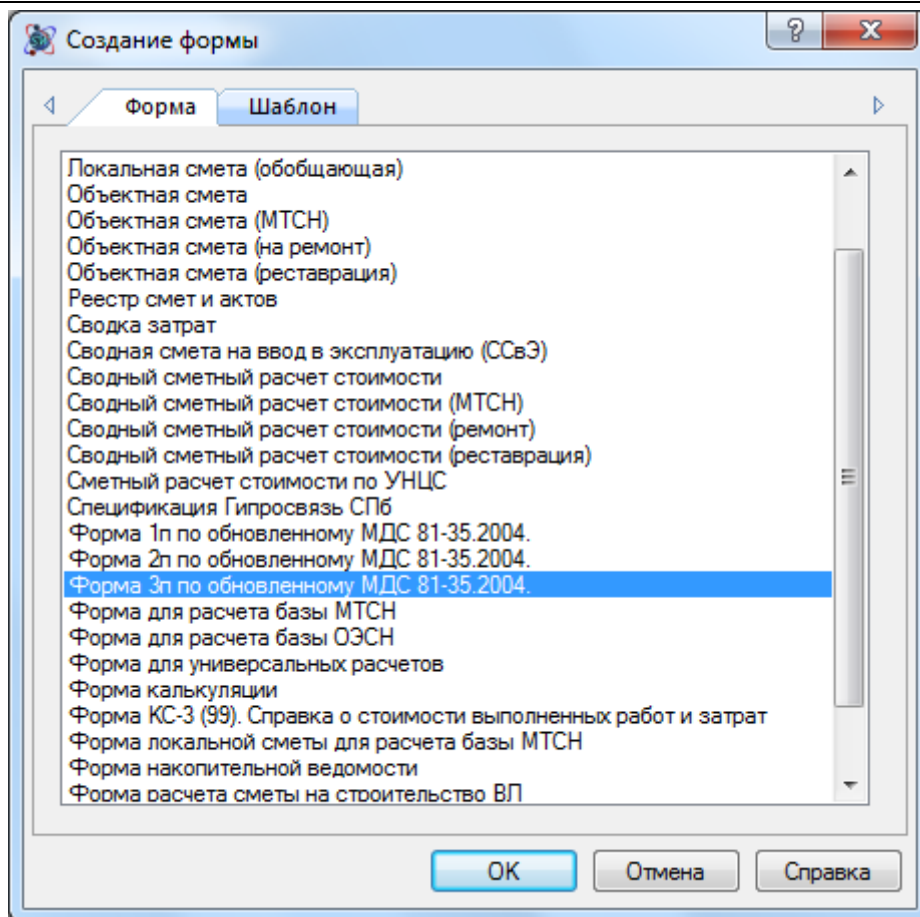 Создание формы
Форма Шаблон
Локальная смета (обобщающая)
Объектная смета
Объектная смета (МТСН)
Объектная смета (на ремонт)
Объектная смета (реставрация)
Реестр смет и актов
Сводка затрат
Сводная смета на ввод в эксплуатацию (ССвЭ)
Сводный сметный расчет стоимости
Сводный сметный расчет стоимости (МТСН)
Сводный сметный расчет стоимости (ремонт)
Сводный сметный расчет стоимости (реставрация)
Сметный расчет стоимости по УНЦС
Спецификация Гипросвязь СПб
Форма 1п по обновленному МДС 81-35.2004.
Форма 2п по обновленному МДС 81-35.2004.
Форма 3п по обновленному МДС 81-35.2004.
Форма для расчета базы МТСН
Форма для расчета базы ОЭСН
Форма для универсальных расчетов
Форма калькуляции
Форма КС-3 (99). Справка о стоимости выполненных работ и затрат
Форма локальной сметы для расчета базы МТСН
Форма накопительной ведомости
Форма расчета сметы на строительство ВЛ
OK Отмена Справка